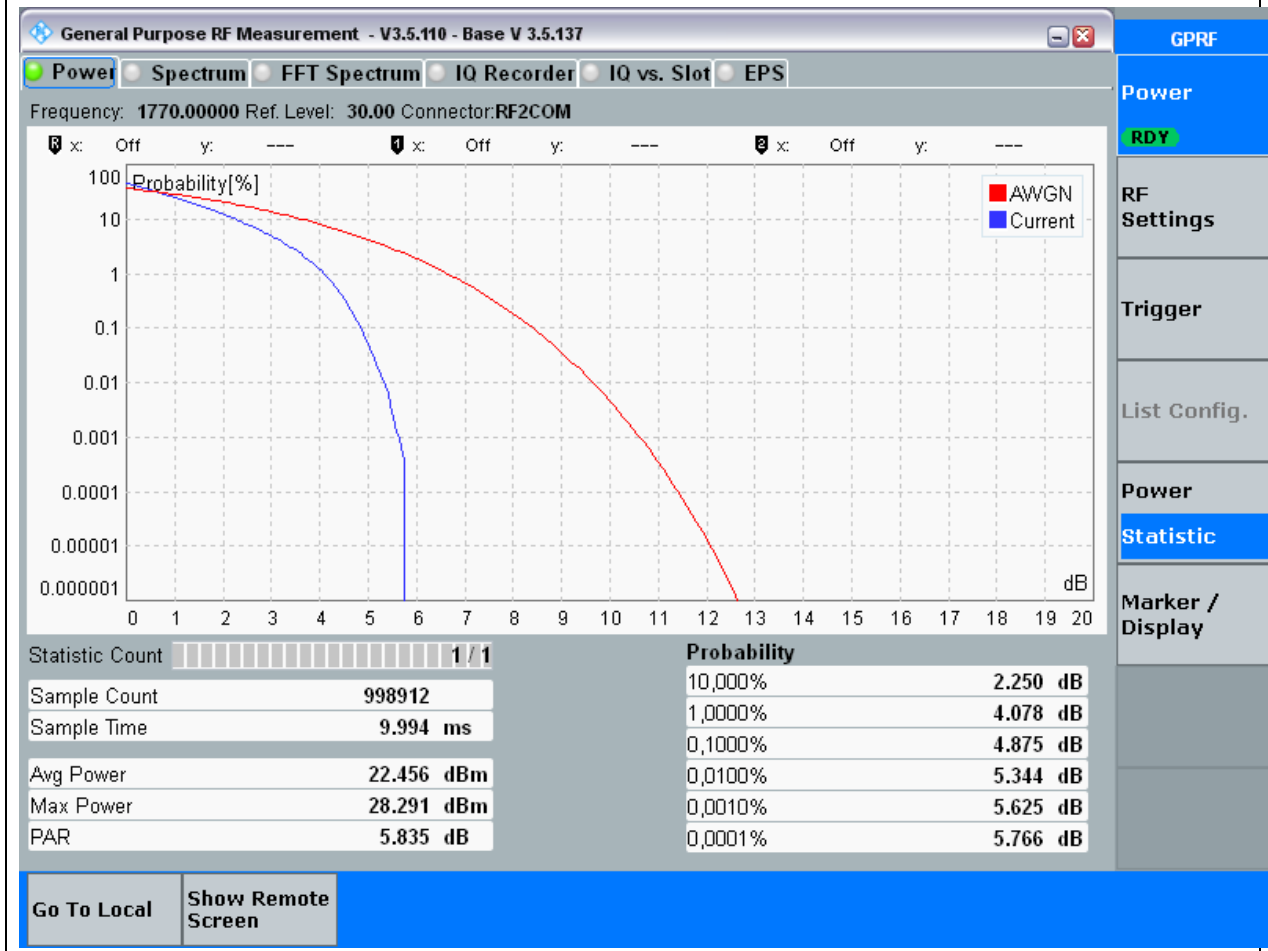 General Purpose RF Measurement - V3.5.110 - Base V 3.5.137
Power Spectrum FFT Spectrum IQ Recorder IQ vs. Slot EPS
Frequency: 1770.00000 Ref. Level: 30.00 Connector:RF2COM
R x: Off y: --- 1 x: Off y: --- 2 x: Off y: ---
Probability[%]
AWGN
Current
100
10
1
0.1
0.01
0.001
0.0001
0.00001
0.000001
dB
0 1 2 3 4 5 6 7 8 9 10 11 12 13 14 15 16 17 18 19 20
Statistic Count 1 / 1
Sample Count 998912
Sample Time 9.994 ms
Avg Power 22.456 dBm
Max Power 28.291 dBm
PAR 5.835 dB
Probability
10,000% 2.250 dB
1,0000% 4.078 dB
0,1000% 4.875 dB
0,0100% 5.344 dB
0,0010% 5.625 dB
0,0001% 5.766 dB
GPRF
Power
RDY
RF
Settings
Trigger
List Config.
Power
Statistic
Marker /
Display
Go To Local
Show Remote
Screen